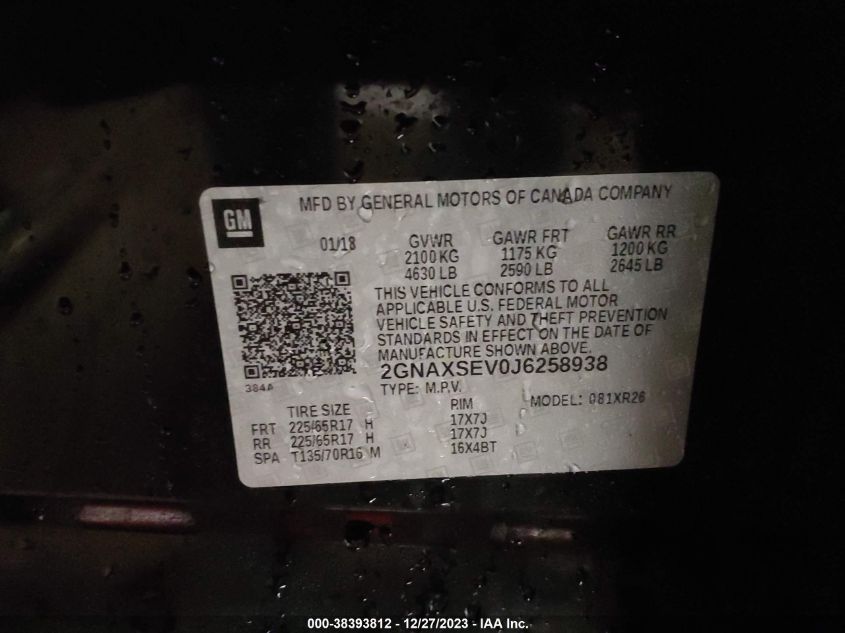 GM
MFD BY GENERAL MOTORS OF CANADA COMPANY
01/18 GVWR GAWR FRT GAWR RR
2100 KG 1175 KG 1200 KG
4630 LB 2590 LB 2645 LB
THIS VEHICLE CONFORMS TO ALL
APPLICABLE U.S. FEDERAL MOTOR
VEHICLE SAFETY AND THEFT PREVENTION
STANDARDS IN EFFECT ON THE DATE OF
MANUFACTURE SHOWN ABOVE.
2GNAXSEV0J6258938
384A
TYPE: M.P.V. MODEL: 081XR26
TIRE SIZE RIM
FRT 225/65R17 H 17X7J
RR 225/65R17 H 17X7J
SPA T135/70R16 M 16X4BT
000-38393812 - 12/27/2023 - IAA Inc.